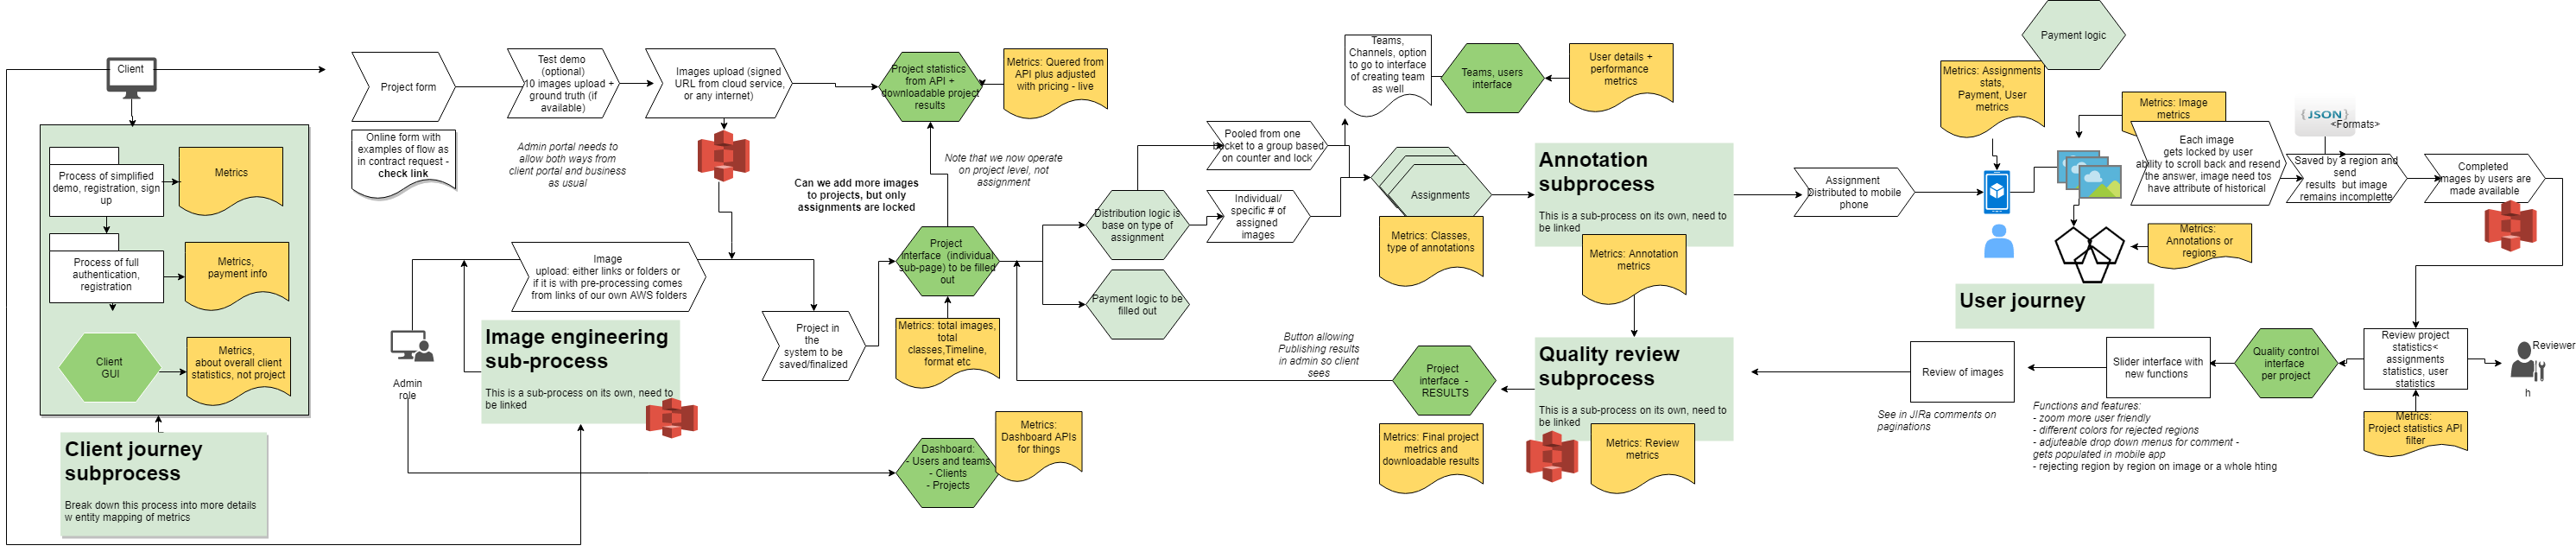 Client
Process of simplified
demo, registration, sign
up
Metrics
Process of full
authentication,
registration
Metrics,
payment info
Client
GUI
Metrics,
about overall client
statistics, not project
Client journey
subprocess
Break down this process into more details
w entity mapping of metrics
Project form
Online form with
examples of flow as
in contract request -
check link
Test demo
(optional)
10 images upload +
ground truth (if
available)
Admin portal needs to
allow both ways from
client portal and business
as usual
Images upload (signed
URL from cloud service,
or any internet)
Project statistics
from API +
downloadable project
results
Metrics: Quered from
API plus adjusted
with pricing - live
Note that we now operate
on project level, not
assignment
Can we add more images
to projects, but only
assignments are locked
Image
upload: either links or folders or
if it is with pre-processing comes
from links of our own AWS folders
Admin
role
Image engineering
sub-process
This is a sub-process on its own, need to
be linked
Project in
the
system to be
saved/finalized
Project
interface (individual
sub-page) to be filled
out
Metrics: total images,
total
classes,Timeline,
format etc
Dashboard:
- Users and teams
- Clients
- Projects
Metrics:
Dashboard APIs
for things
Distribution logic is
base on type of
assignment
Payment logic to be
filled out
Pooled from one
bucket to a group based
on counter and lock
Individual/
specific # of
assigned
images
Teams,
Channels, option
to go to interface
of creating team
as well
Teams, users
interface
User details +
performance
metrics
Assignments
Metrics: Classes,
type of annotations
Annotation
subprocess
This is a sub-process on its own, need to
be linked
Metrics: Annotation
metrics
Quality review
subprocess
This is a sub-process on its own, need to
be linked
Metrics: Review
metrics
Button allowing
Publishing results
in admin so client
sees
Project
interface -
RESULTS
Metrics: Final project
metrics and
downloadable results
Assignment
Distributed to mobile
phone
Payment logic
Metrics: Assignments
stats,
Payment, User
metrics
Metrics: Image
metrics
Each image
gets locked by user
ability to scroll back and resend
the answer, image need tos
have attribute of historical
{ JSON }
<Formats>
Saved by a region and
send
results but image
remains incomplette
Completed
images by users are
made available
Metrics:
Annotations or
regions
User journey
Review project
statistics<
assignments
statistics, user
statistics
Reviewer
h
Metrics:
Project statistics API
filter
Quality control
interface
per project
Slider interface with
new functions
Functions and features:
- zoom more user friendly
- different colors for rejected regions
- adjusteable drop down menus for comment -
gets populated in mobile app
- rejecting region by region on image or a whole hting
Review of images
See in JIRa comments on
paginations